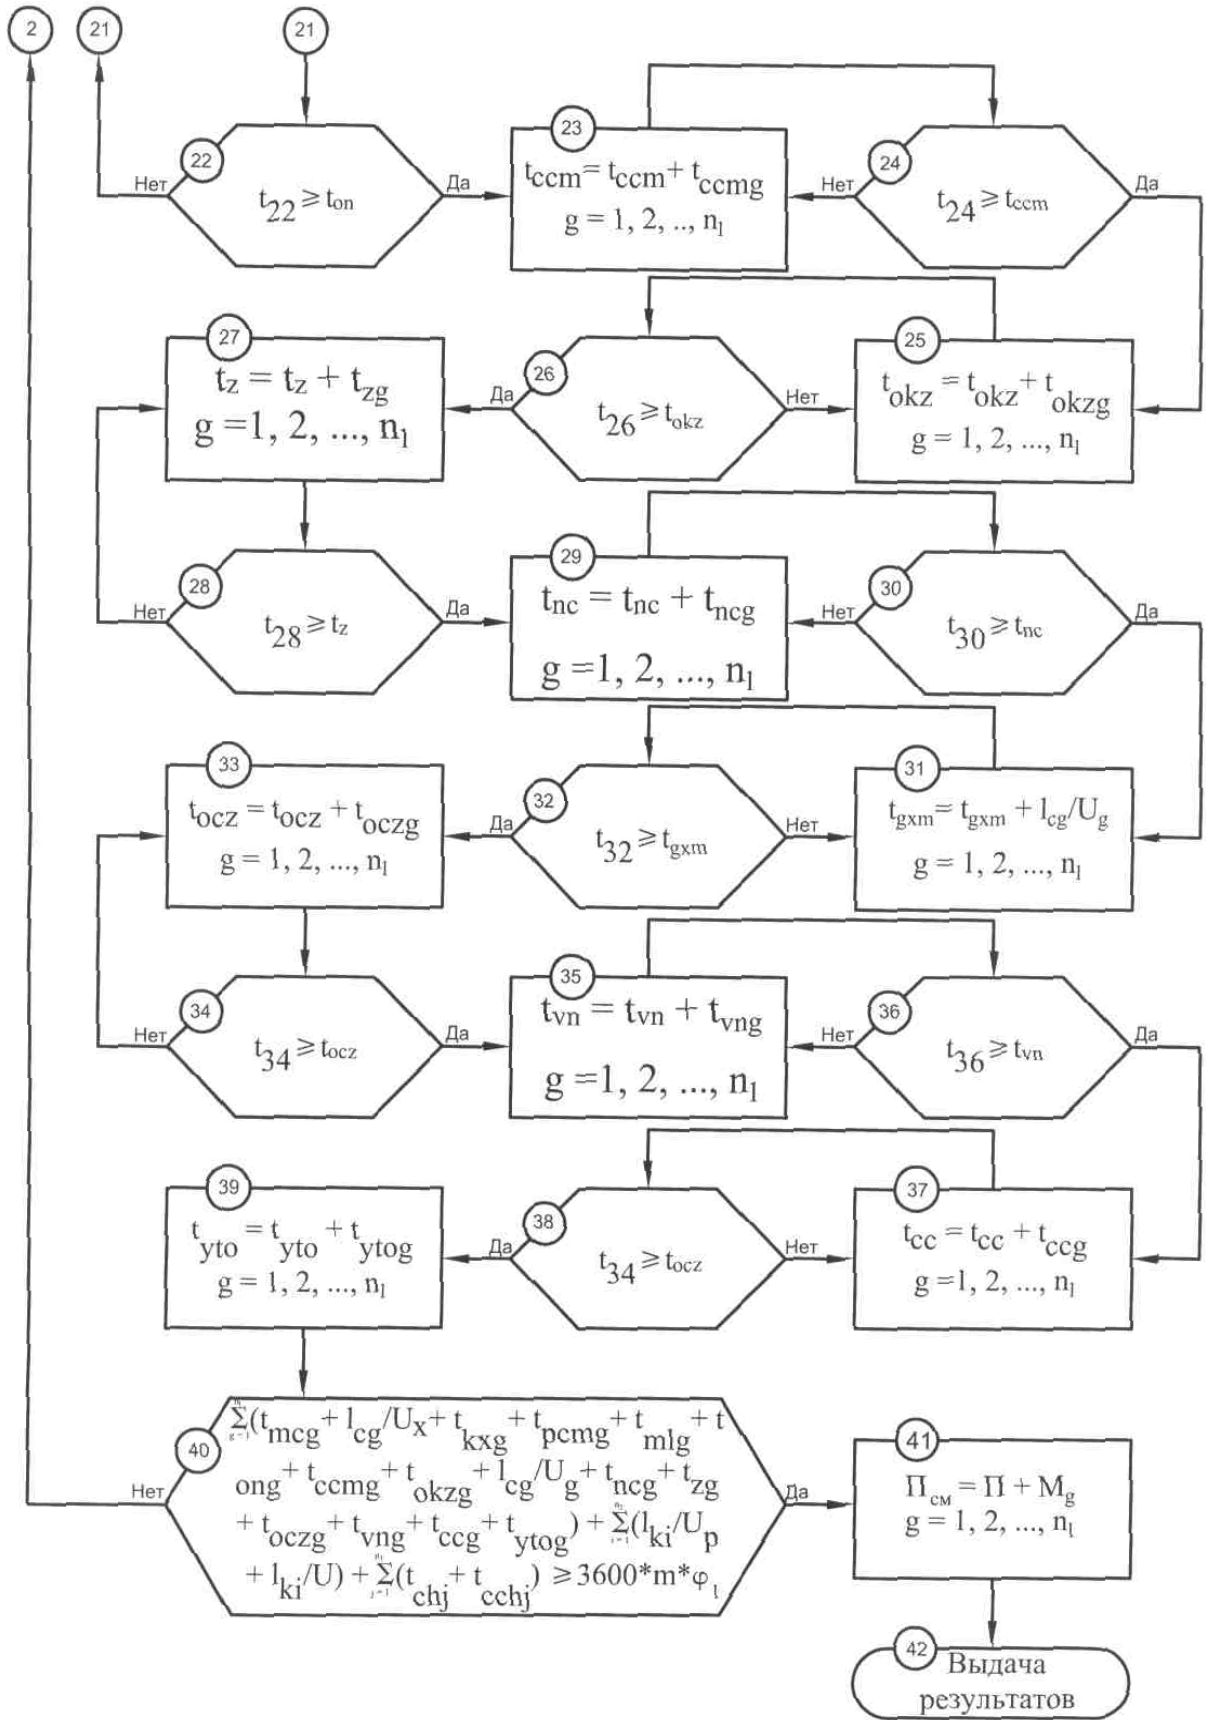 2
21
21
22
Нет
t22 ≥ ton
Да
23
tccm = tccm + tccmg
g = 1, 2, .., nl
24
Нет
t24 ≥ tccm
Да
25
tokz = tokz + tokzg
g = 1, 2, ..., nl
26
Да
t26 ≥ tokz
Нет
27
tz = tz + tzg
g =1, 2, ..., nl
28
Нет
t28 ≥ tz
Да
29
tnc = tnc + tncg
g =1, 2, ..., nl
30
Нет
t30 ≥ tnc
Да
31
tgxm = tgxm + lcg/Ug
g = 1, 2, ..., nl
32
Да
t32 ≥ tgxm
Нет
33
tocz = tocz + toczg
g = 1, 2, ..., nl
34
Нет
t34 ≥ tocz
Да
35
tvn = tvn + tvng
g =1, 2, ..., nl
36
Нет
t36 ≥ tvn
Да
37
tcc = tcc + tccg
g =1, 2, ..., nl
38
Да
t34 ≥ tocz
Нет
39
tyto = tyto + tytog
g = 1, 2, ..., nl
40
Нет
Σ(tmcg + lcg/Ux + tkxg + tpcmg + tmlg + t
ong + tccmg + tokzg + lcg/Ug + tncg + tzg
+ toczg + tvng + tccg + tytog) + Σ(lki/Up
+ lki/U) + Σ(tchj + tcchj) ≥ 3600*m*φl
Да
41
Псм = П + Mg
g = 1, 2, ..., nl
42
Выдача
результатов